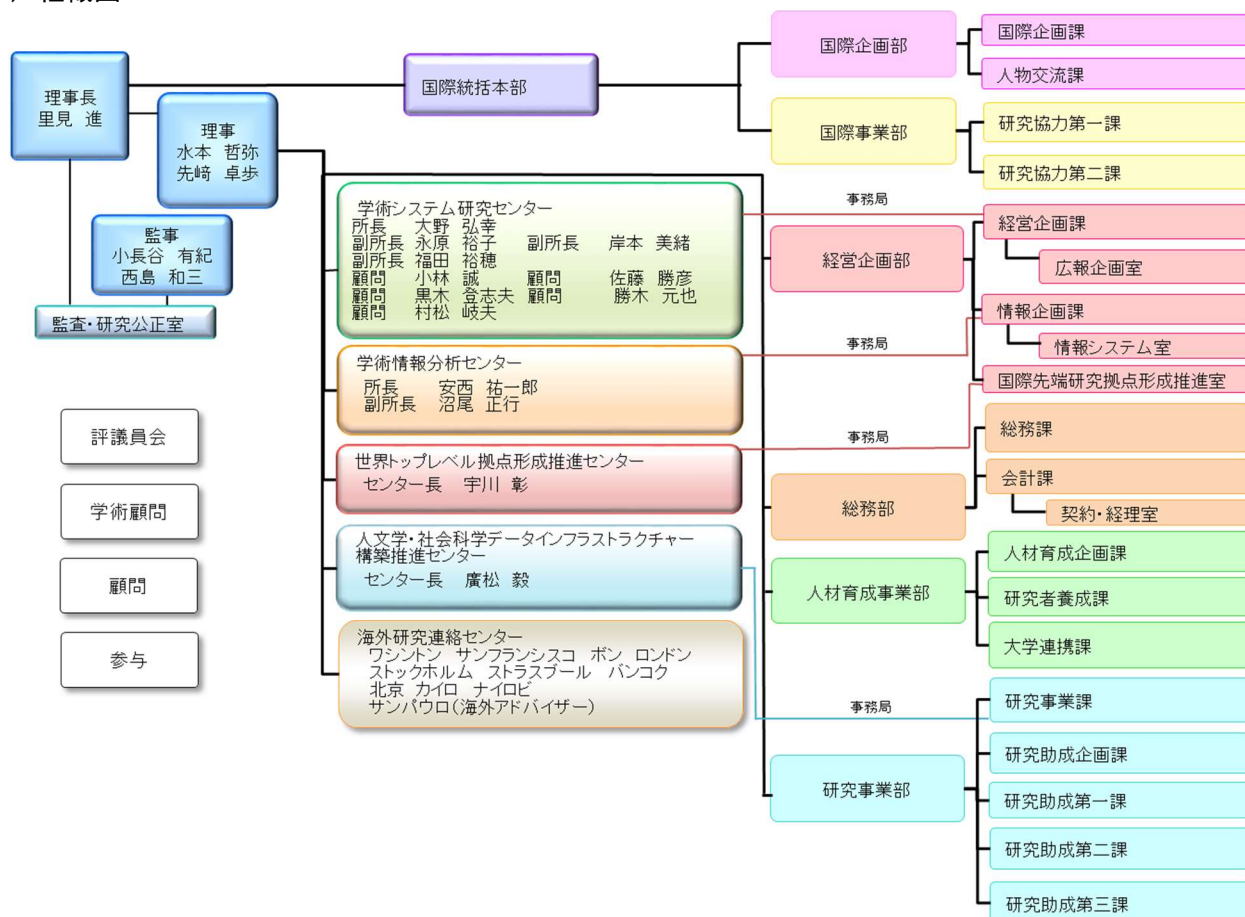 理事長
里見 進
理事
水本 哲弥
先﨑 卓歩
監事
小長谷 有紀
西島 和三
監査・研究公正室
評議員会
学術顧問
顧問
参与
国際統括本部
学術システム研究センター
所長 大野 弘幸
副所長 永原 裕子 副所長 岸本 美緒
副所長 福田 裕穂
顧問 小林 誠 顧問 佐藤 勝彦
顧問 黒木 登志夫 顧問 勝木 元也
顧問 村松 岐夫
学術情報分析センター
所長 安西 祐一郎
副所長 沼尾 正行
世界トップレベル拠点形成推進センター
センター長 宇川 彰
人文学・社会科学データインフラストラクチャー
構築推進センター
センター長 廣松 毅
海外研究連絡センター
ワシントン サンフランシスコ ボン ロンドン
ストックホルム ストラスブール バンコク
北京 カイロ ナイロビ
サンパウロ(海外アドバイザー)
国際企画部
国際企画課
人物交流課
国際事業部
研究協力第一課
研究協力第二課
事務局
経営企画部
経営企画課
広報企画室
事務局
情報企画課
情報システム室
国際先端研究拠点形成推進室
事務局
総務部
総務課
会計課
契約・経理室
人材育成事業部
人材育成企画課
研究者養成課
大学連携課
事務局
研究事業部
研究事業課
研究助成企画課
研究助成第一課
研究助成第二課
研究助成第三課